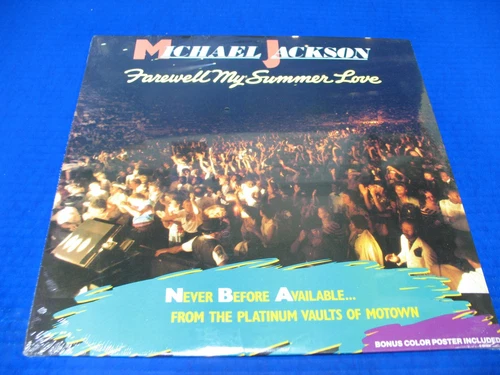 MICHAEL JACKSON
Farewell My Summer Love
NEVER BEFORE AVAILABLE...
FROM THE PLATINUM VAULTS OF MOTOWN
BONUS COLOR POSTER INCLUDED